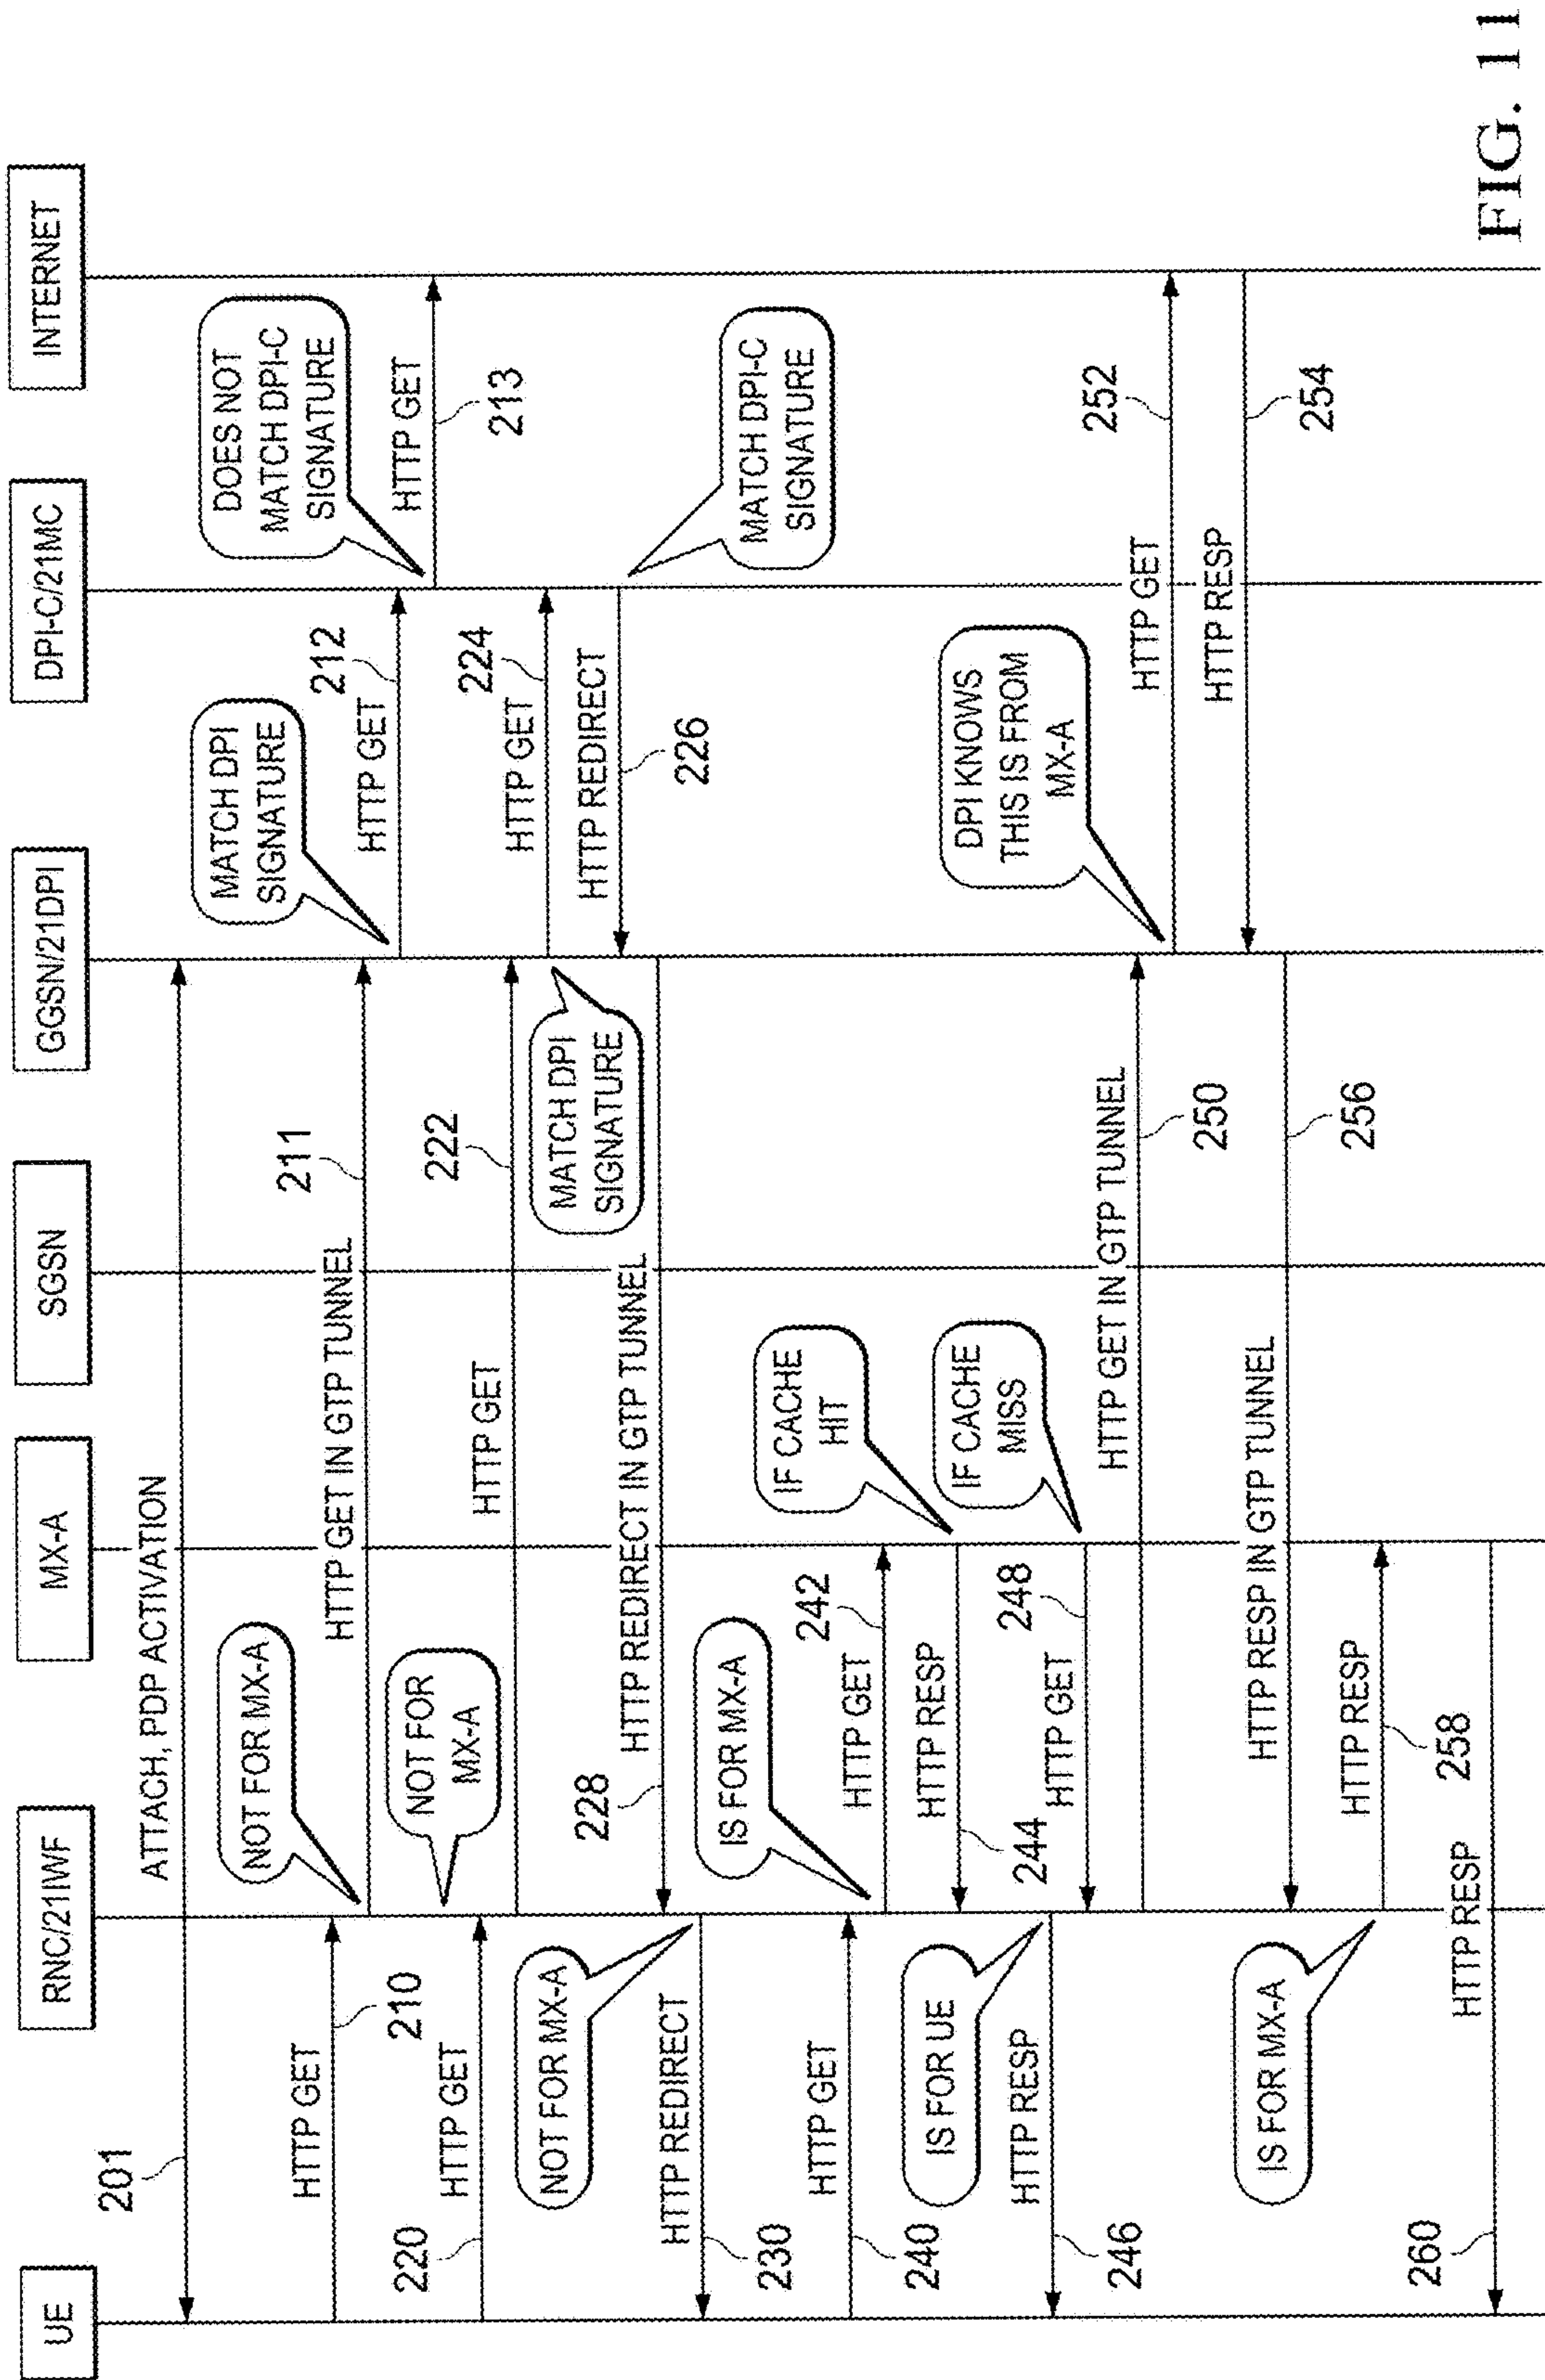 UE
RNC/21IWF
MX-A
SGSN
GGSN/21DPI
DPI-C/21MC
INTERNET
201
ATTACH, PDP ACTIVATION
HTTP GET
210
NOT FOR MX-A
HTTP GET IN GTP TUNNEL
211
MATCH DPI
SIGNATURE
HTTP GET
212
DOES NOT
MATCH DPI-C
SIGNATURE
HTTP GET
213
HTTP GET
220
NOT FOR
MX-A
HTTP GET
222
MATCH DPI
SIGNATURE
HTTP GET
224
MATCH DPI-C
SIGNATURE
HTTP REDIRECT
226
HTTP REDIRECT IN GTP TUNNEL
228
NOT FOR MX-A
HTTP REDIRECT
230
HTTP GET
240
IS FOR MX-A
HTTP GET
242
IF CACHE
HIT
HTTP RESP
244
IS FOR UE
HTTP RESP
246
IF CACHE
MISS
HTTP GET
248
HTTP GET IN GTP TUNNEL
250
DPI KNOWS
THIS IS FROM
MX-A
HTTP GET
252
HTTP RESP
254
HTTP RESP IN GTP TUNNEL
256
IS FOR MX-A
HTTP RESP
258
HTTP RESP
260
FIG. 11